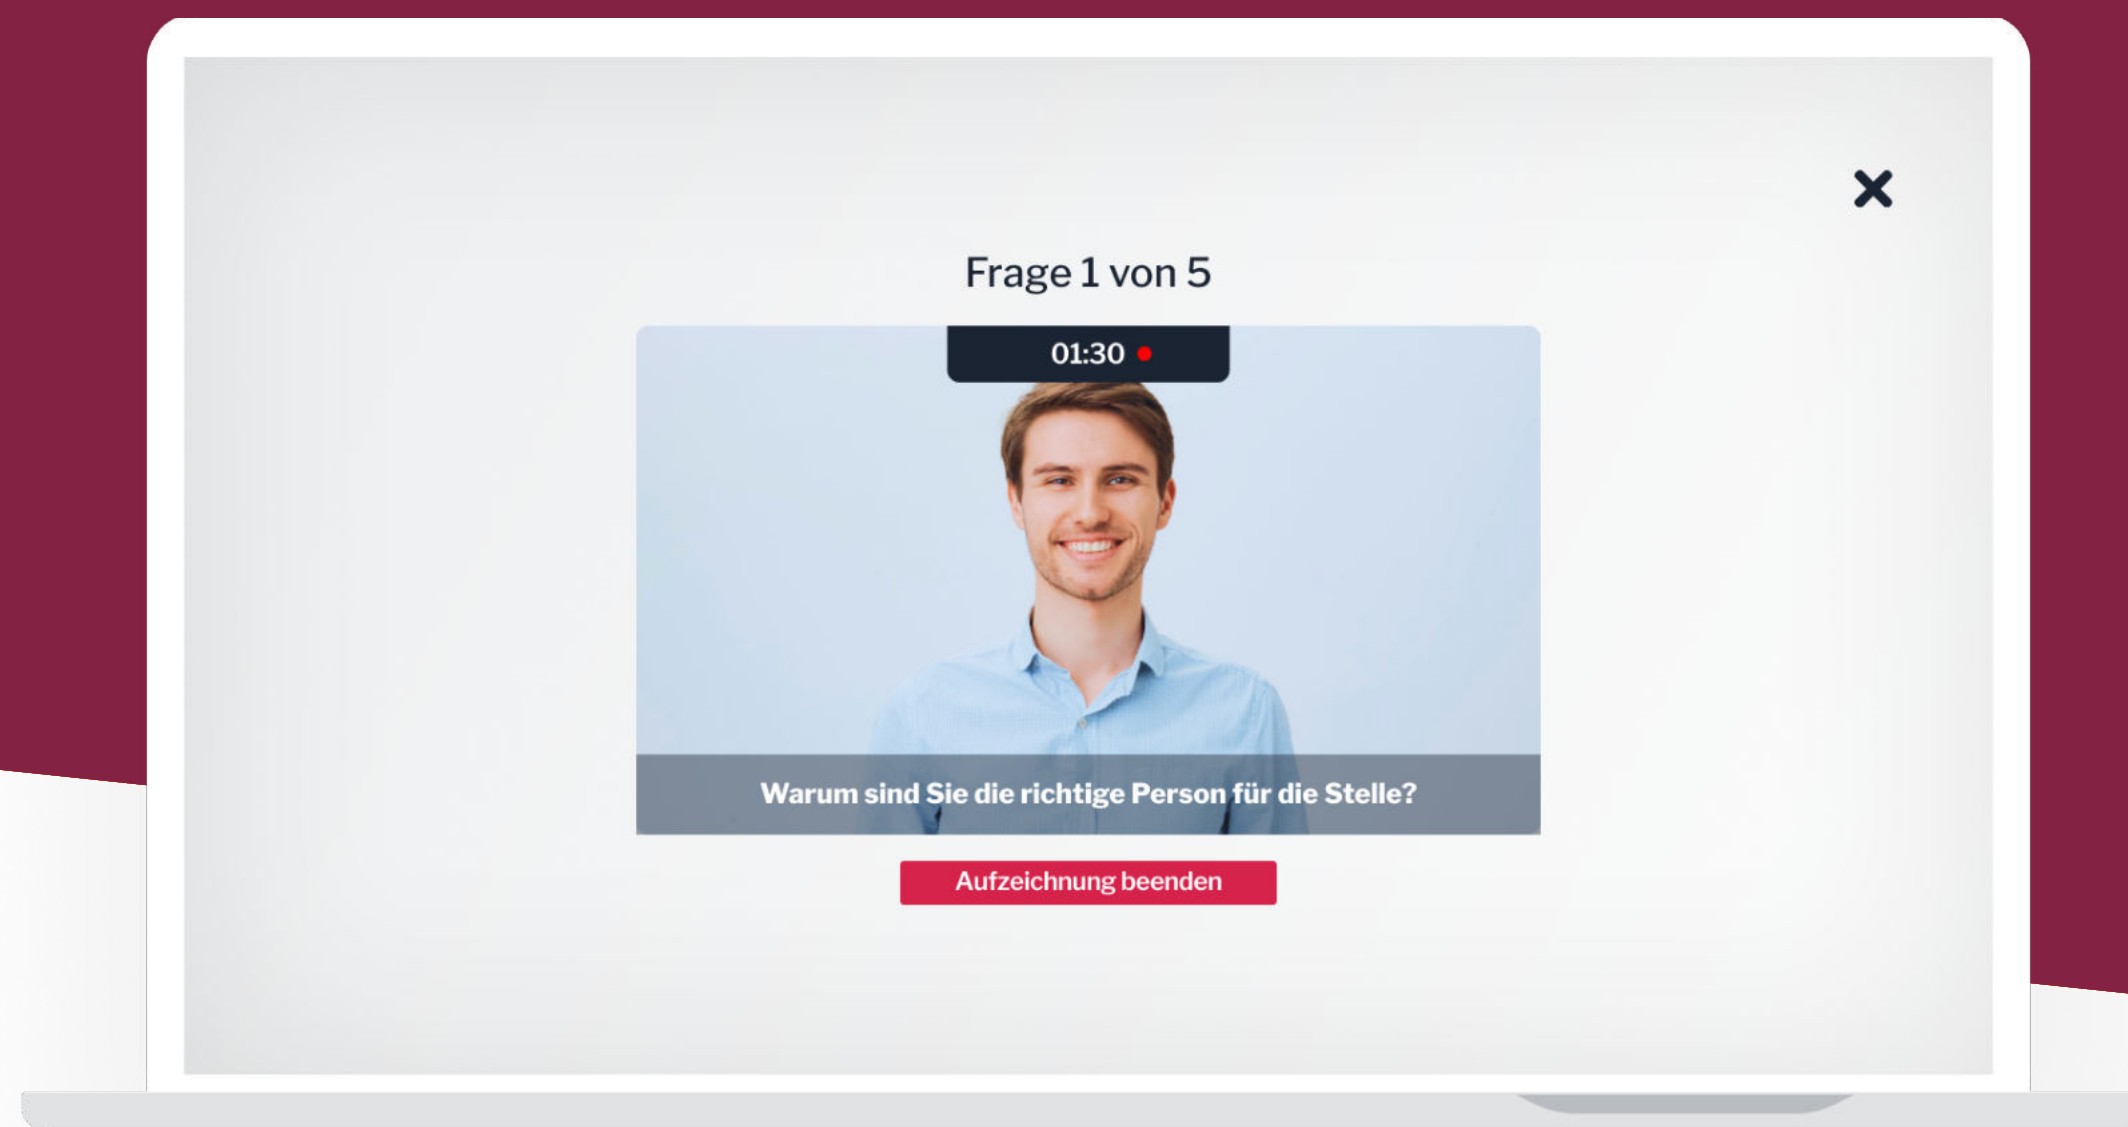 Frage 1 von 5
01:30
Warum sind Sie die richtige Person für die Stelle?
Aufzeichnung beenden